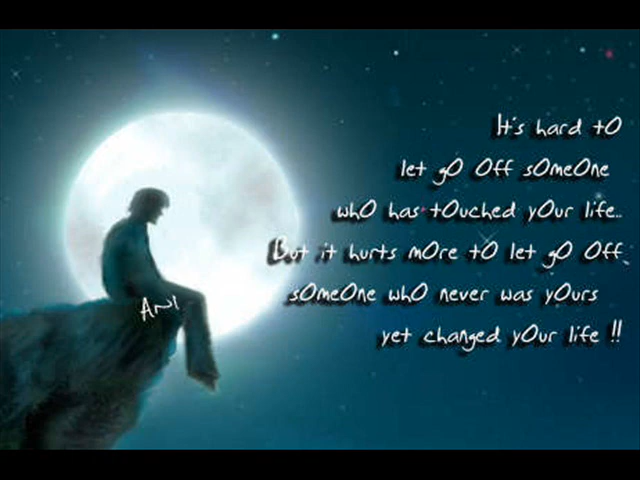 It's hard tO
let gO Off sOmeOne
whO has tOuched yOur life..
But it hurts mOre tO let gO Off
sOmeOne whO never was yOurs
yet changed yOur life !!
ANI